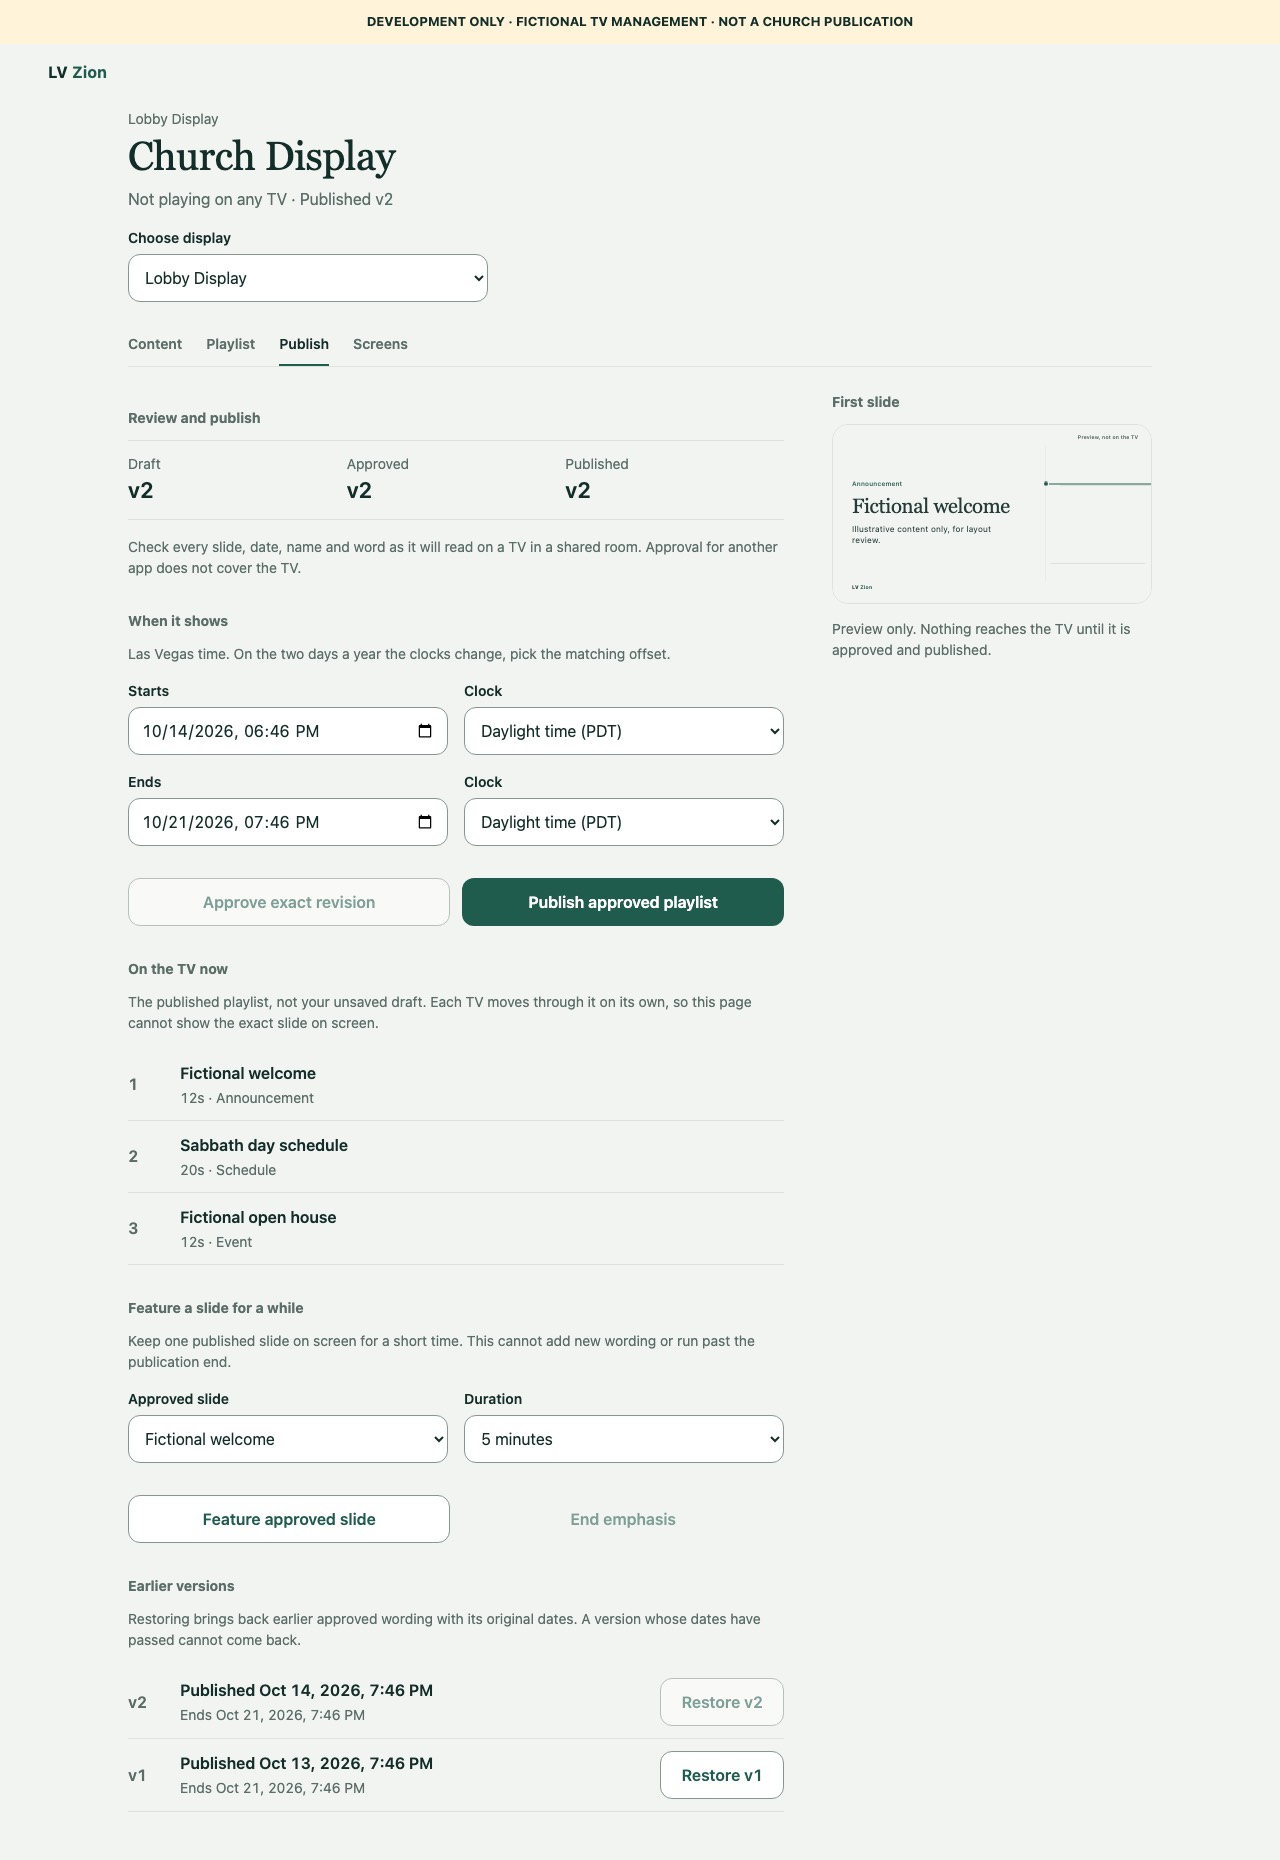 DEVELOPMENT ONLY · FICTIONAL TV MANAGEMENT · NOT A CHURCH PUBLICATION
LV Zion
Lobby Display
Church Display
Not playing on any TV · Published v2
Choose display
Lobby Display
Content Playlist Publish Screens
Review and publish
Draft Approved Published
v2 v2 v2
Check every slide, date, name and word as it will read on a TV in a shared room. Approval for another
app does not cover the TV.
When it shows
Las Vegas time. On the two days a year the clocks change, pick the matching offset.
Starts Clock
10/14/2026, 06:46 PM Daylight time (PDT)
Ends Clock
10/21/2026, 07:46 PM Daylight time (PDT)
Approve exact revision Publish approved playlist
On the TV now
The published playlist, not your unsaved draft. Each TV moves through it on its own, so this page
cannot show the exact slide on screen.
1 Fictional welcome
12s · Announcement
2 Sabbath day schedule
20s · Schedule
3 Fictional open house
12s · Event
Feature a slide for a while
Keep one published slide on screen for a short time. This cannot add new wording or run past the
publication end.
Approved slide Duration
Fictional welcome 5 minutes
Feature approved slide End emphasis
Earlier versions
Restoring brings back earlier approved wording with its original dates. A version whose dates have
passed cannot come back.
v2 Published Oct 14, 2026, 7:46 PM Restore v2
Ends Oct 21, 2026, 7:46 PM
v1 Published Oct 13, 2026, 7:46 PM Restore v1
Ends Oct 21, 2026, 7:46 PM
First slide
Preview, not on the TV
Announcement
Fictional welcome
Illustrative content only, for layout
review.
LV Zion
Preview only. Nothing reaches the TV until it is
approved and published.